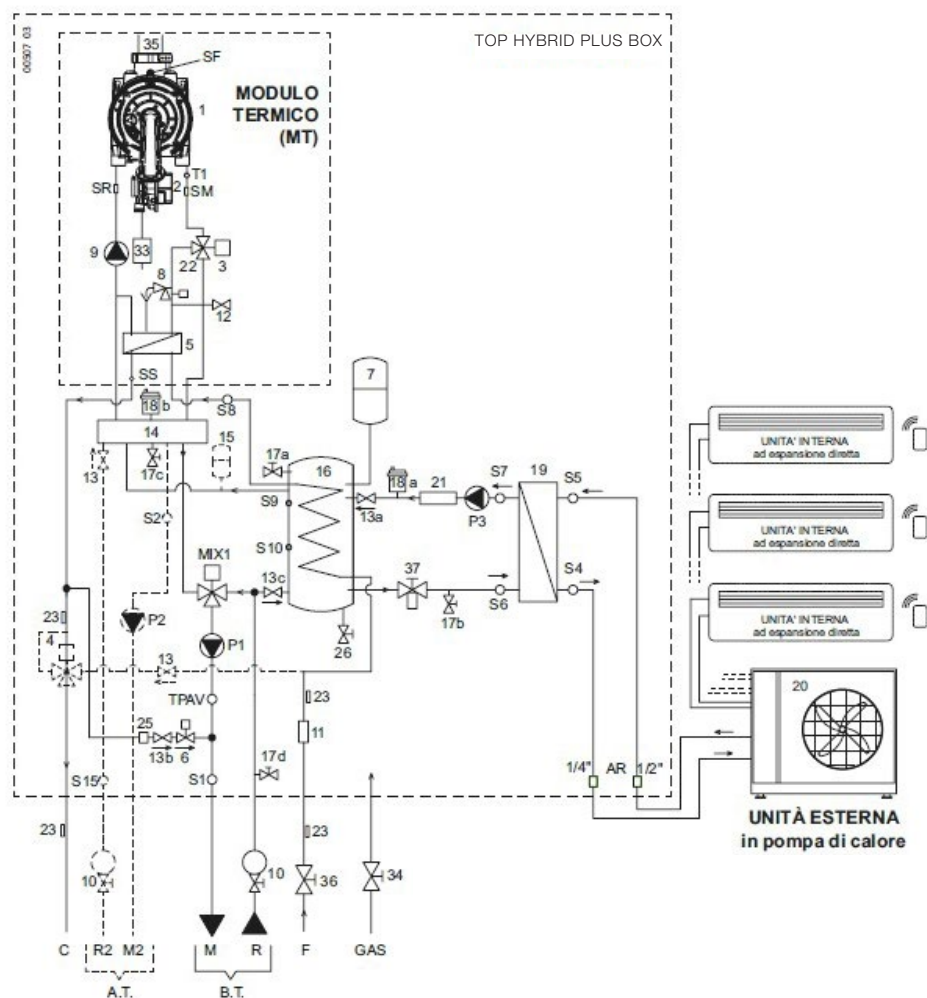 00507 03
TOP HYBRID PLUS BOX
35
SF
MODULO
TERMICO
(MT)
1
T1
SR
2
SM
9
33
22
3
8
12
5
SS
7
18 b
S8
14
15
17a
16
18 a
S7
19
S5
13
17c
S9
21
13a
P3
S2
S10
MIX1
13c
37
S4
S6
17b
23
P2
4
P1
26
13
TPAV
23
25
11
13b
6
17d
S15
S1
1/4"
AR
1/2"
23
23
10
10
36
34
C
R2
M2
M
R
F
GAS
A.T.
B.T.
UNITA' INTERNA
ad espansione diretta
UNITA' INTERNA
ad espansione diretta
UNITA' INTERNA
ad espansione diretta
20
UNITÀ ESTERNA
in pompa di calore